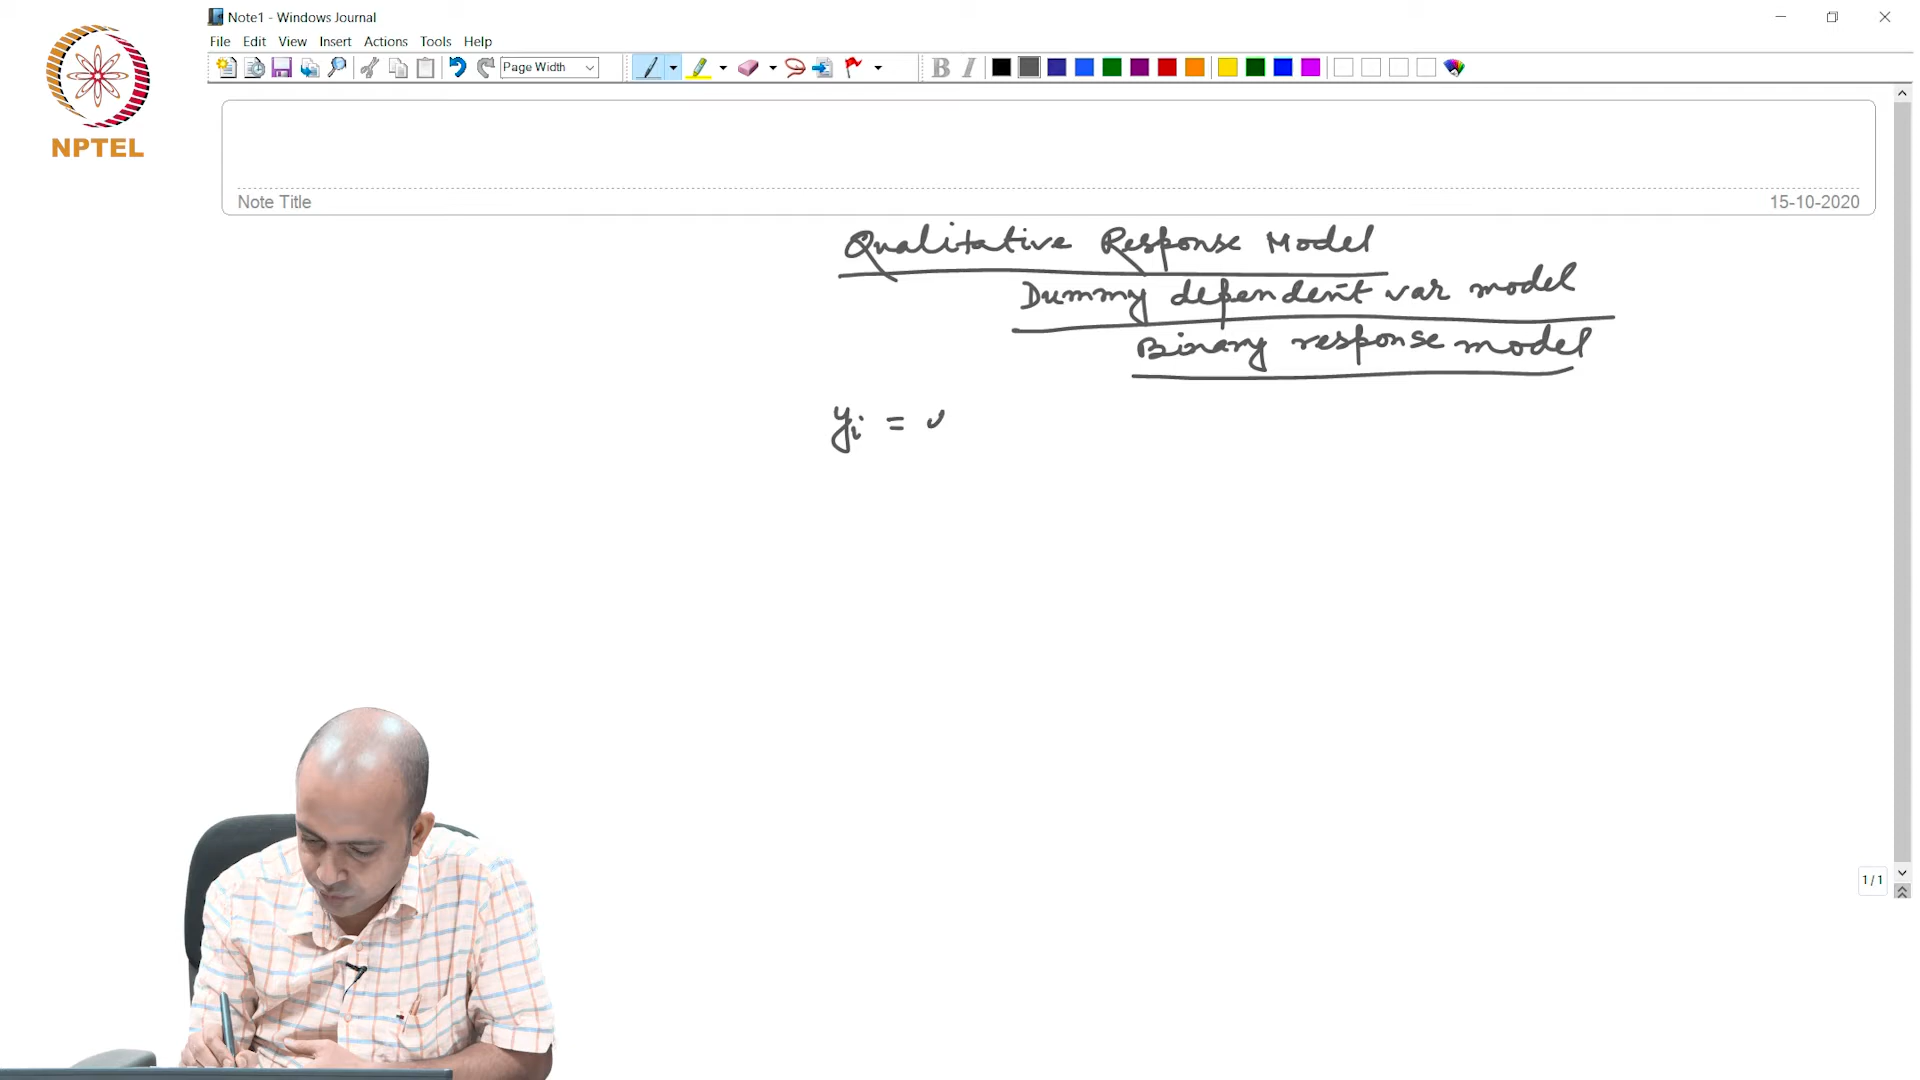 Note1 - Windows Journal
File Edit View Insert Actions Tools Help
Page Width
B I
NPTEL
Note Title
15-10-2020
Qualitative Response Model
Dummy dependent var model
Binary response model
yi =
1 / 1